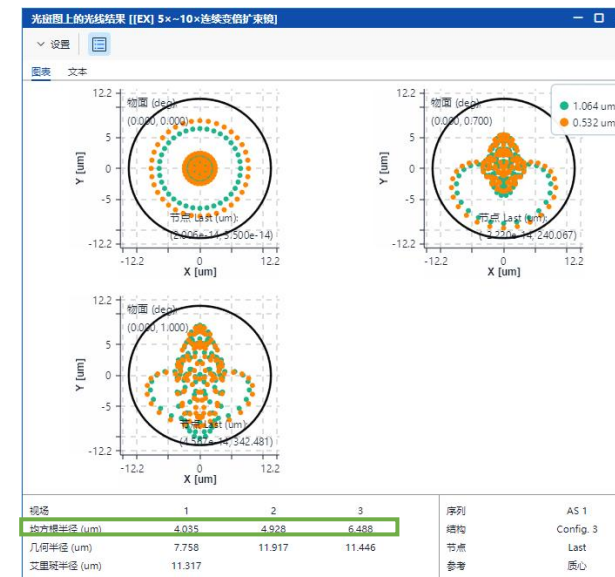 光斑图上的光线结果 [[EX] 5×~10×连续变倍扩束镜]
设置
图表 文本
1.064 um
0.532 um
12.2
5
0
-5
-12.2
Y [um]
物面 (deg):
(0.000, 0.000)
节点 Last (um):
(2.906e-14, 3.500e-14)
-12.2 0 12.2
X [um]
12.2
5
0
-5
-12.2
Y [um]
物面 (deg):
(0.000, 0.700)
节点 Last (um):
240.067)
-12.2 0 12.2
X [um]
12.2
5
0
-5
-12.2
Y [um]
物面 (deg):
(0.000, 1.000)
节点 Last (um):
342.481)
-12.2 0 12.2
X [um]
视场 1 2 3 序列 AS 1
均方根半径 (um) 4.035 4.928 6.488 结构 Config. 3
几何半径 (um) 7.758 11.917 11.446 节点 Last
艾里斑半径 (um) 11.317 参考 质心